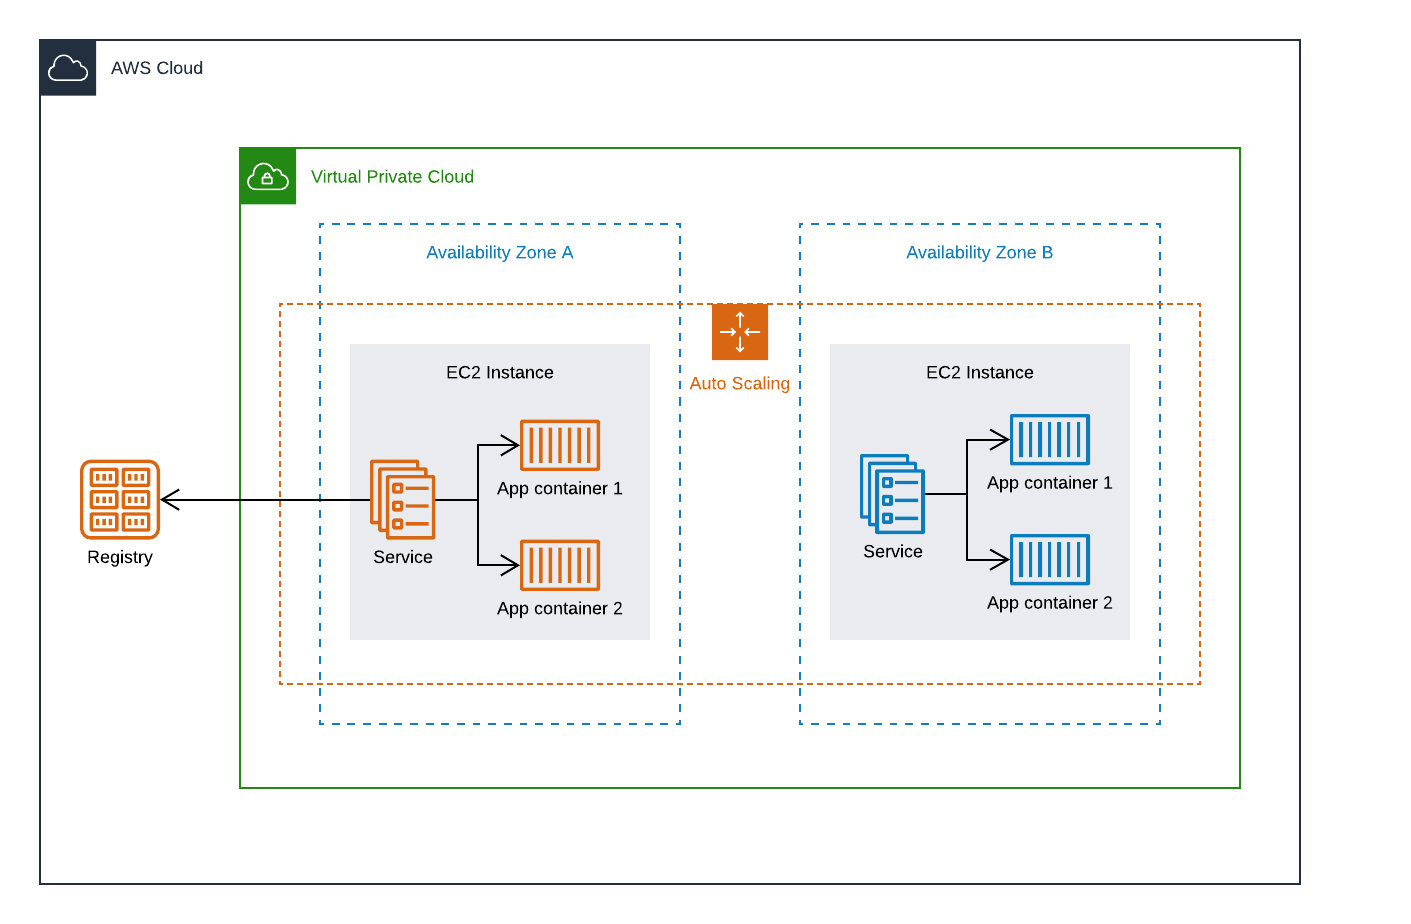 AWS Cloud
Virtual Private Cloud
Availability Zone A
Availability Zone B
Auto Scaling
EC2 Instance
App container 1
Service
App container 2
EC2 Instance
App container 1
Service
App container 2
Registry